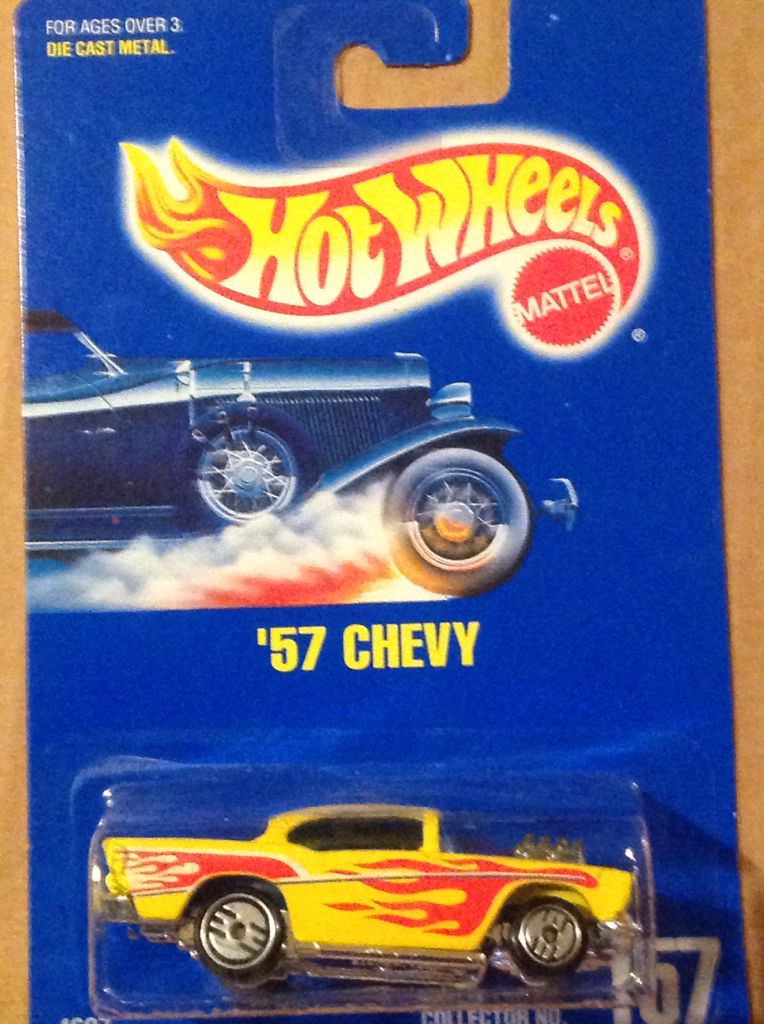 FOR AGES OVER 3.
DIE CAST METAL.
HOT WHEELS ®
MATTEL ®
'57 CHEVY
COLLECTOR NO.